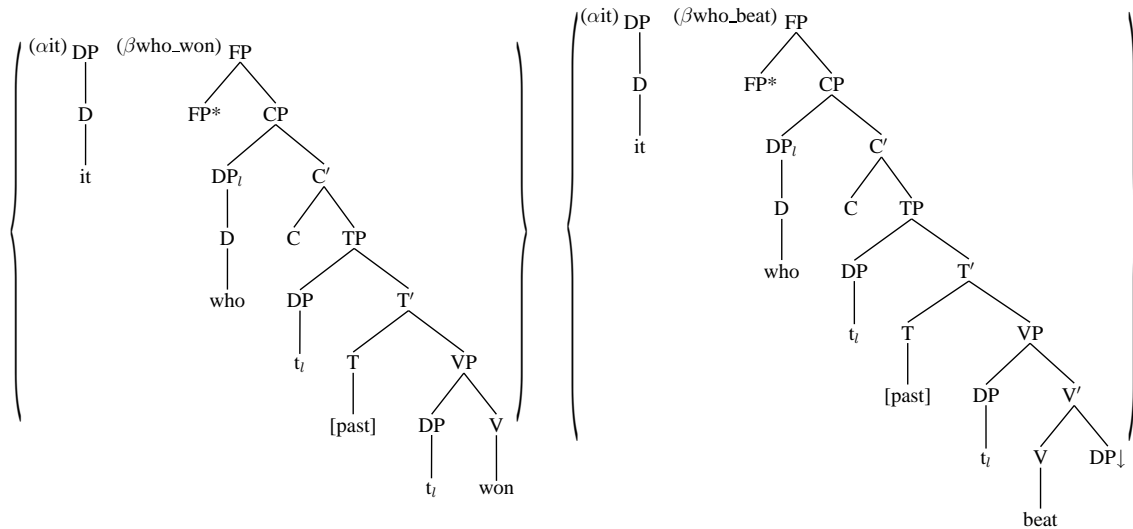 (αit) DP (βwho_won) FP
D FP* CP
it DPₗ C′
D C TP
who DP T′
tₗ T VP
[past] DP V
tₗ won
(αit) DP (βwho_beat) FP
D FP* CP
it DPₗ C′
D C TP
who DP T′
tₗ T VP
[past] DP V′
tₗ V DP↓
beat